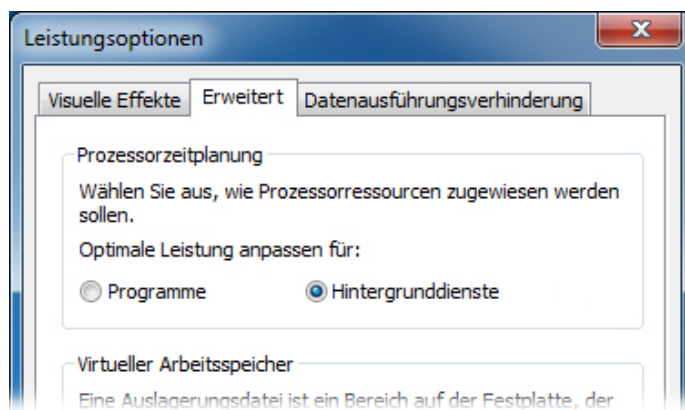 Leistungsoptionen
Visuelle Effekte Erweitert Datenausführungsverhinderung
Prozessorzeitplanung
Wählen Sie aus, wie Prozessorressourcen zugewiesen werden
sollen.
Optimale Leistung anpassen für:
Programme Hintergrunddienste
Virtueller Arbeitsspeicher
Eine Auslagerungsdatei ist ein Bereich auf der Festplatte, der